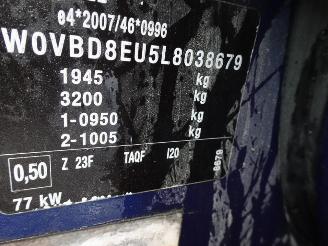 e4*2007/46*0996
W0VBD8EU5L8038679
1945 kg
3200 kg
1-0950 kg
2-1005 kg
0,50 Z 23F TAQF I20 8679
77 kW